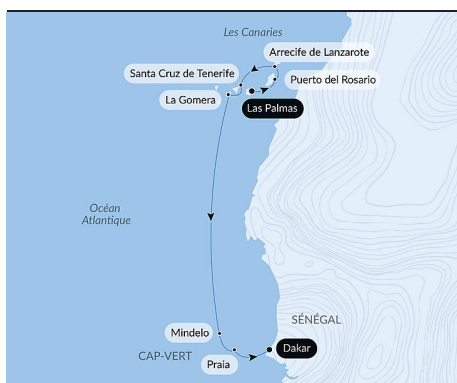 Les Canaries
Arrecife de Lanzarote
Santa Cruz de Tenerife
Puerto del Rosario
La Gomera
Las Palmas
Océan
Atlantique
Mindelo
SÉNÉGAL
CAP-VERT
Dakar
Praia